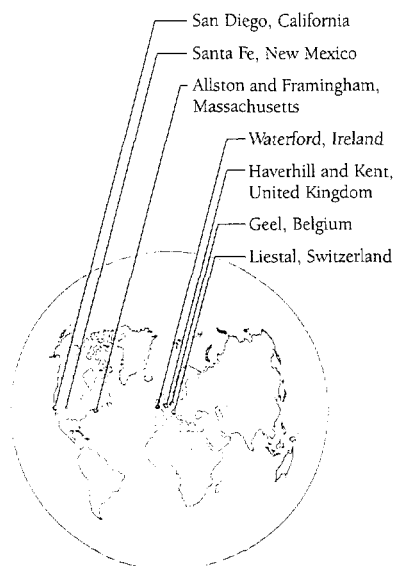 San Diego, California
Santa Fe, New Mexico
Allston and Framingham,
Massachusetts
Waterford, Ireland
Haverhill and Kent,
United Kingdom
Geel, Belgium
Liestal, Switzerland